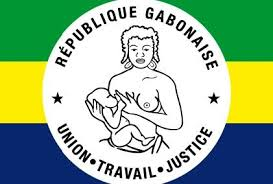 RÉPUBLIQUE GABONAISE
UNION • TRAVAIL • JUSTICE